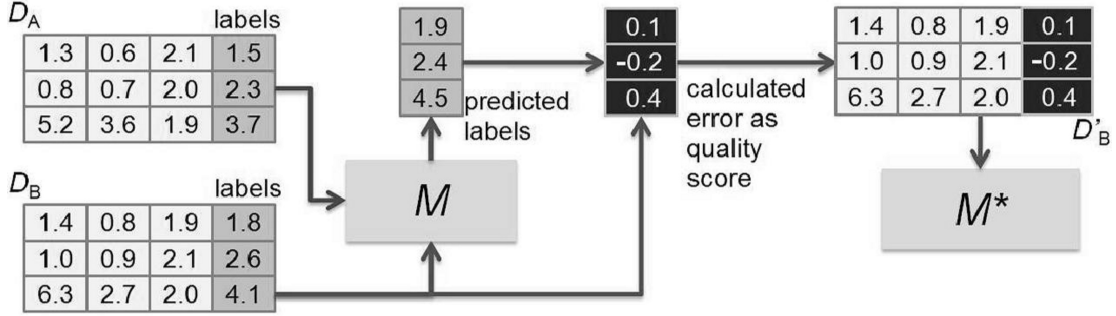 D_A labels
1.3 0.6 2.1 1.5
0.8 0.7 2.0 2.3
5.2 3.6 1.9 3.7
D_B labels
1.4 0.8 1.9 1.8
1.0 0.9 2.1 2.6
6.3 2.7 2.0 4.1
M
1.9
2.4
4.5
predicted
labels
0.1
-0.2
0.4
calculated
error as
quality
score
1.4 0.8 1.9 0.1
1.0 0.9 2.1 -0.2
6.3 2.7 2.0 0.4
D'_B
M*